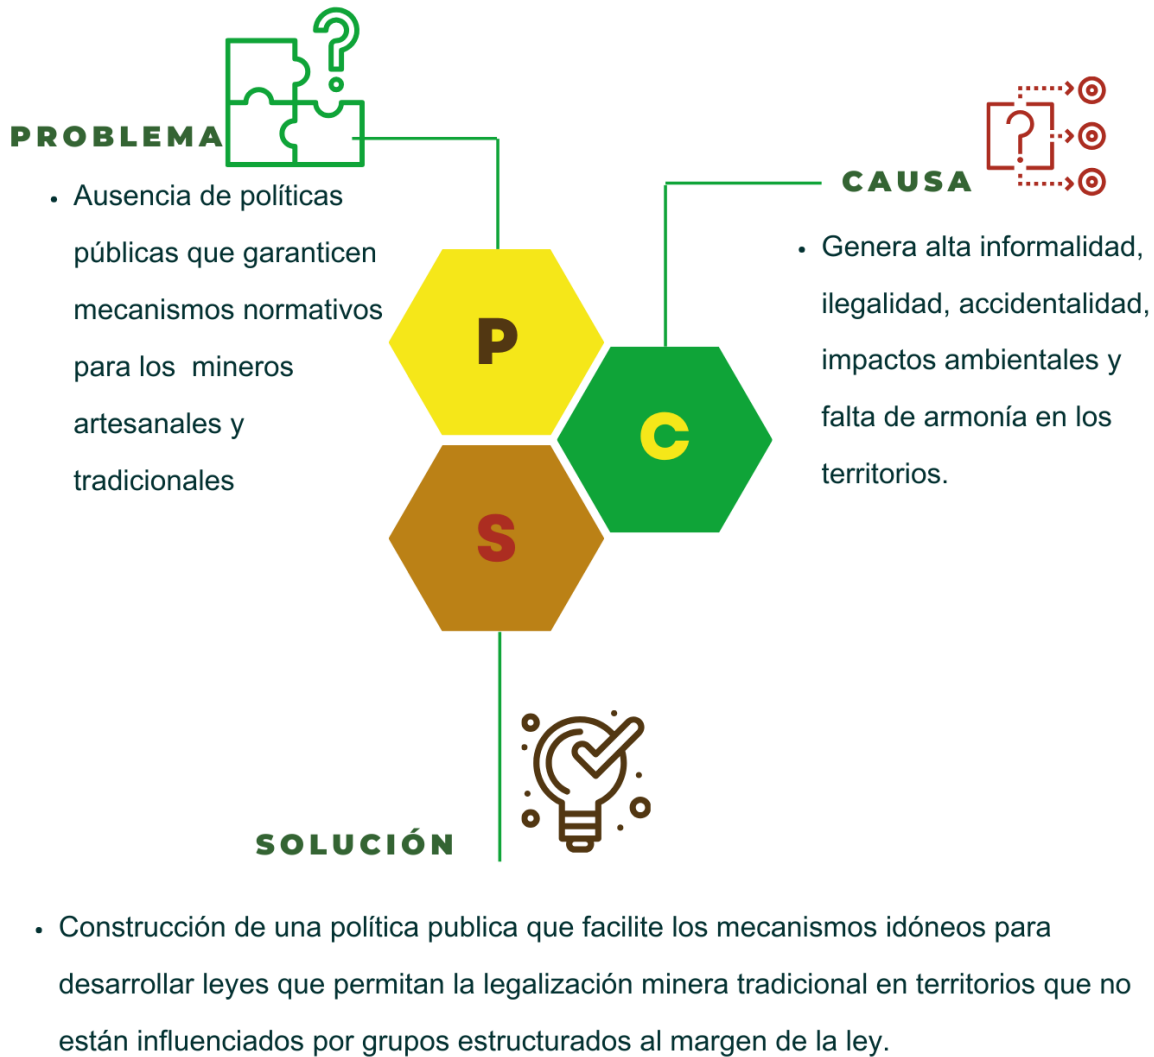 PROBLEMA
• Ausencia de políticas
públicas que garanticen
mecanismos normativos
para los  mineros
artesanales y
tradicionales
CAUSA
• Genera alta informalidad,
ilegalidad, accidentalidad,
impactos ambientales y
falta de armonía en los
territorios.
P
C
S
SOLUCIÓN
• Construcción de una política publica que facilite los mecanismos idóneos para
desarrollar leyes que permitan la legalización minera tradicional en territorios que no
están influenciados por grupos estructurados al margen de la ley.